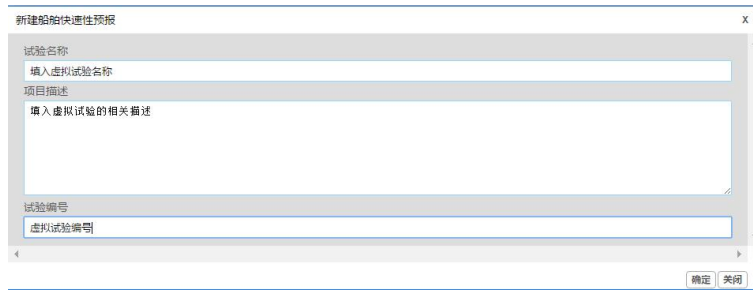 新建船舶快速性预报 x
试验名称
填入虚拟试验名称
项目描述
填入虚拟试验的相关描述
试验编号
虚拟试验编号
确定 关闭